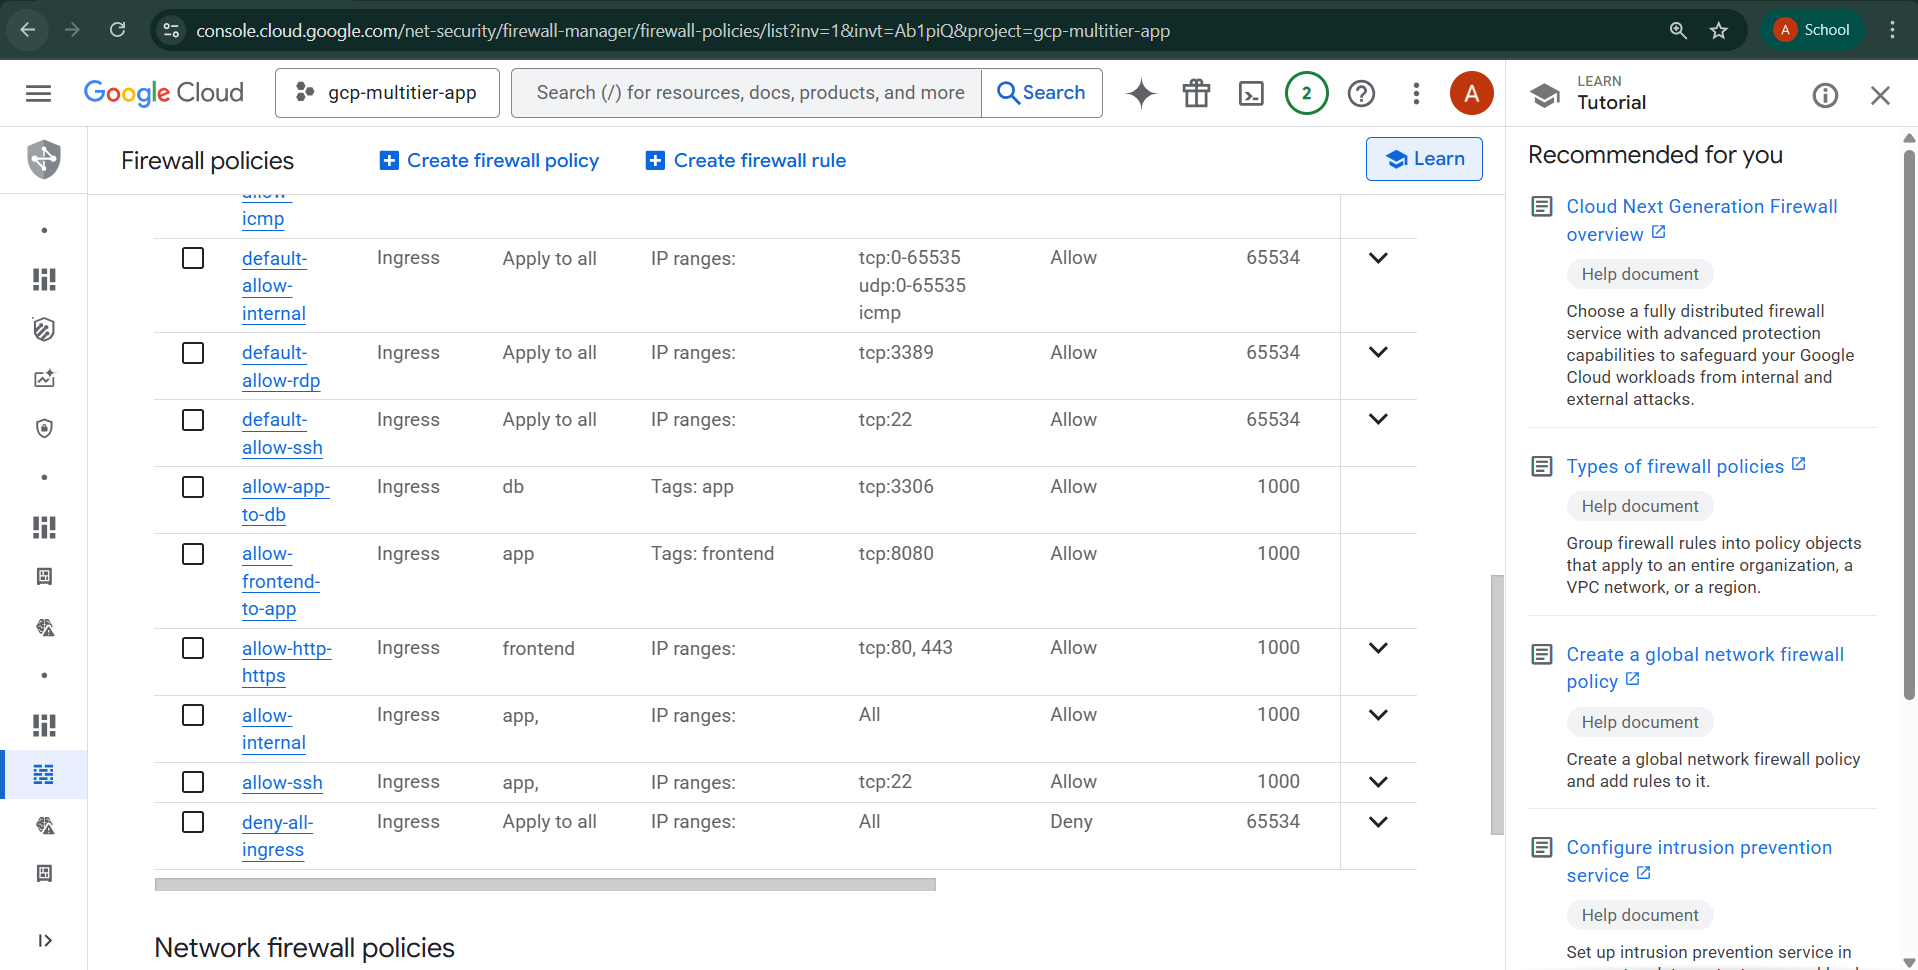 console.cloud.google.com/net-security/firewall-manager/firewall-policies/list?inv=1&invt=Ab1piQ&project=gcp-multitier-app
A School
Google Cloud
gcp-multitier-app
Search (/) for resources, docs, products, and more
Search
2
A
LEARN
Tutorial
Firewall policies
Create firewall policy
Create firewall rule
Learn
allow-
icmp
default-
allow-
internal
Ingress
Apply to all
IP ranges:
tcp:0-65535
udp:0-65535
icmp
Allow
65534
default-
allow-rdp
Ingress
Apply to all
IP ranges:
tcp:3389
Allow
65534
default-
allow-ssh
Ingress
Apply to all
IP ranges:
tcp:22
Allow
65534
allow-app-
to-db
Ingress
db
Tags: app
tcp:3306
Allow
1000
allow-
frontend-
to-app
Ingress
app
Tags: frontend
tcp:8080
Allow
1000
allow-http-
https
Ingress
frontend
IP ranges:
tcp:80, 443
Allow
1000
allow-
internal
Ingress
app,
IP ranges:
All
Allow
1000
allow-ssh
Ingress
app,
IP ranges:
tcp:22
Allow
1000
deny-all-
ingress
Ingress
Apply to all
IP ranges:
All
Deny
65534
Network firewall policies
Recommended for you
Cloud Next Generation Firewall
overview
Help document
Choose a fully distributed firewall
service with advanced protection
capabilities to safeguard your Google
Cloud workloads from internal and
external attacks.
Types of firewall policies
Help document
Group firewall rules into policy objects
that apply to an entire organization, a
VPC network, or a region.
Create a global network firewall
policy
Help document
Create a global network firewall policy
and add rules to it.
Configure intrusion prevention
service
Help document
Set up intrusion prevention service in